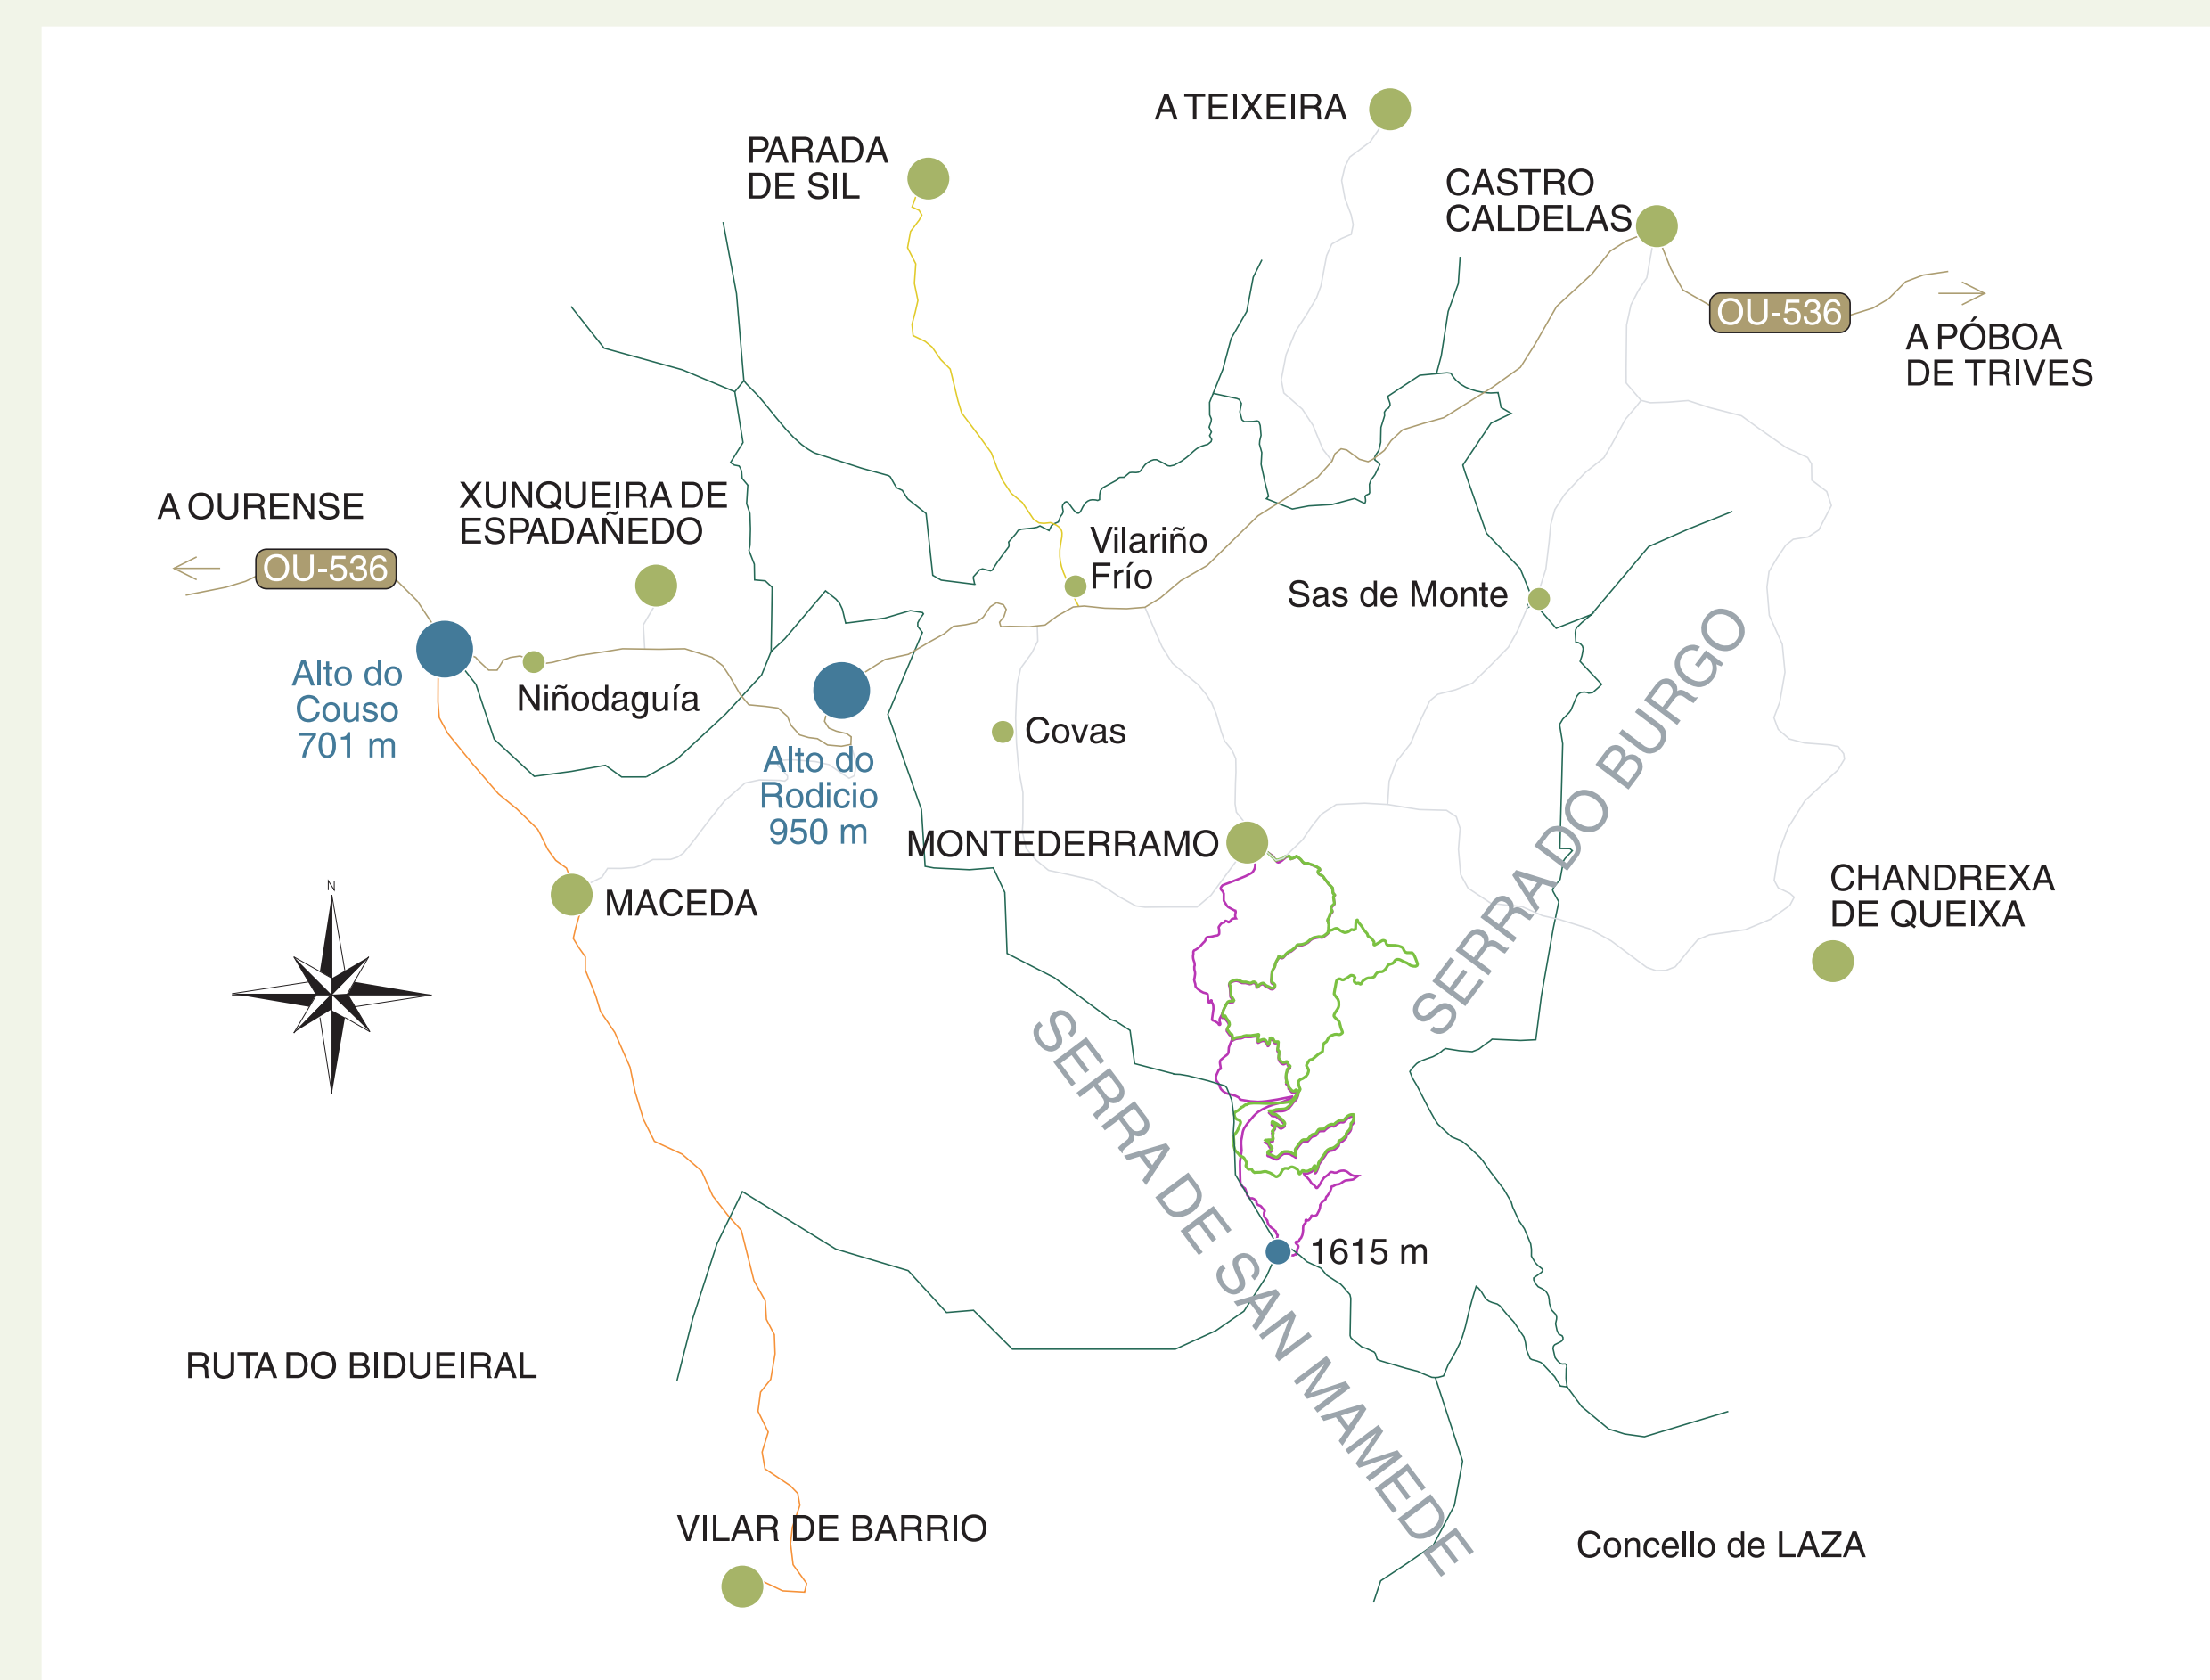 A TEIXEIRA
PARADA
DE SIL
CASTRO
CALDELAS
OU-536
A PÓBOA
DE TRIVES
A OURENSE
XUNQUEIRA DE
ESPADAÑEDO
OU-536
Vilariño
Frío
Sas de Monte
Alto do
Couso
701 m
Niñodaguía
Covas
Alto do
Rodicio
950 m
SERRA DO BURGO
MONTEDERRAMO
MACEDA
CHANDREXA
DE QUEIXA
N
SERRA DE SAN MAMEDE
1615 m
RUTA DO BIDUEIRAL
VILAR DE BARRIO
Concello de LAZA